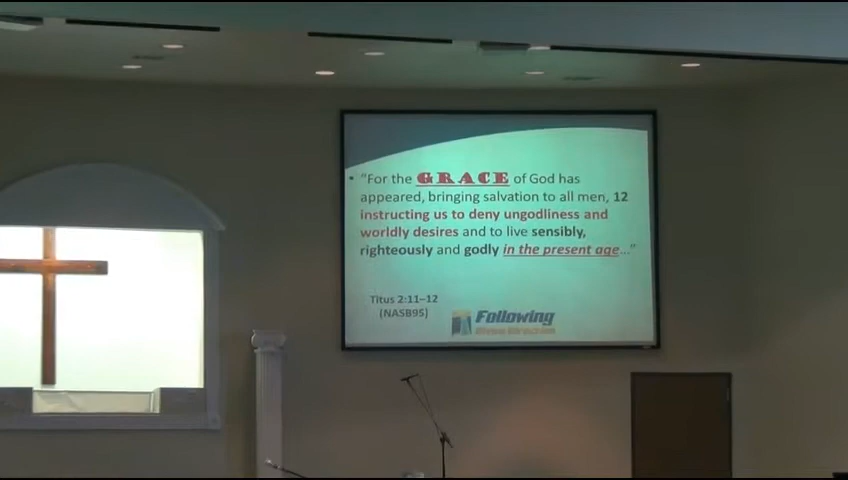 • "For the GRACE of God has
appeared, bringing salvation to all men, 12
instructing us to deny ungodliness and
worldly desires and to live sensibly,
righteously and godly in the present age..."
Titus 2:11–12
(NASB95)
Following